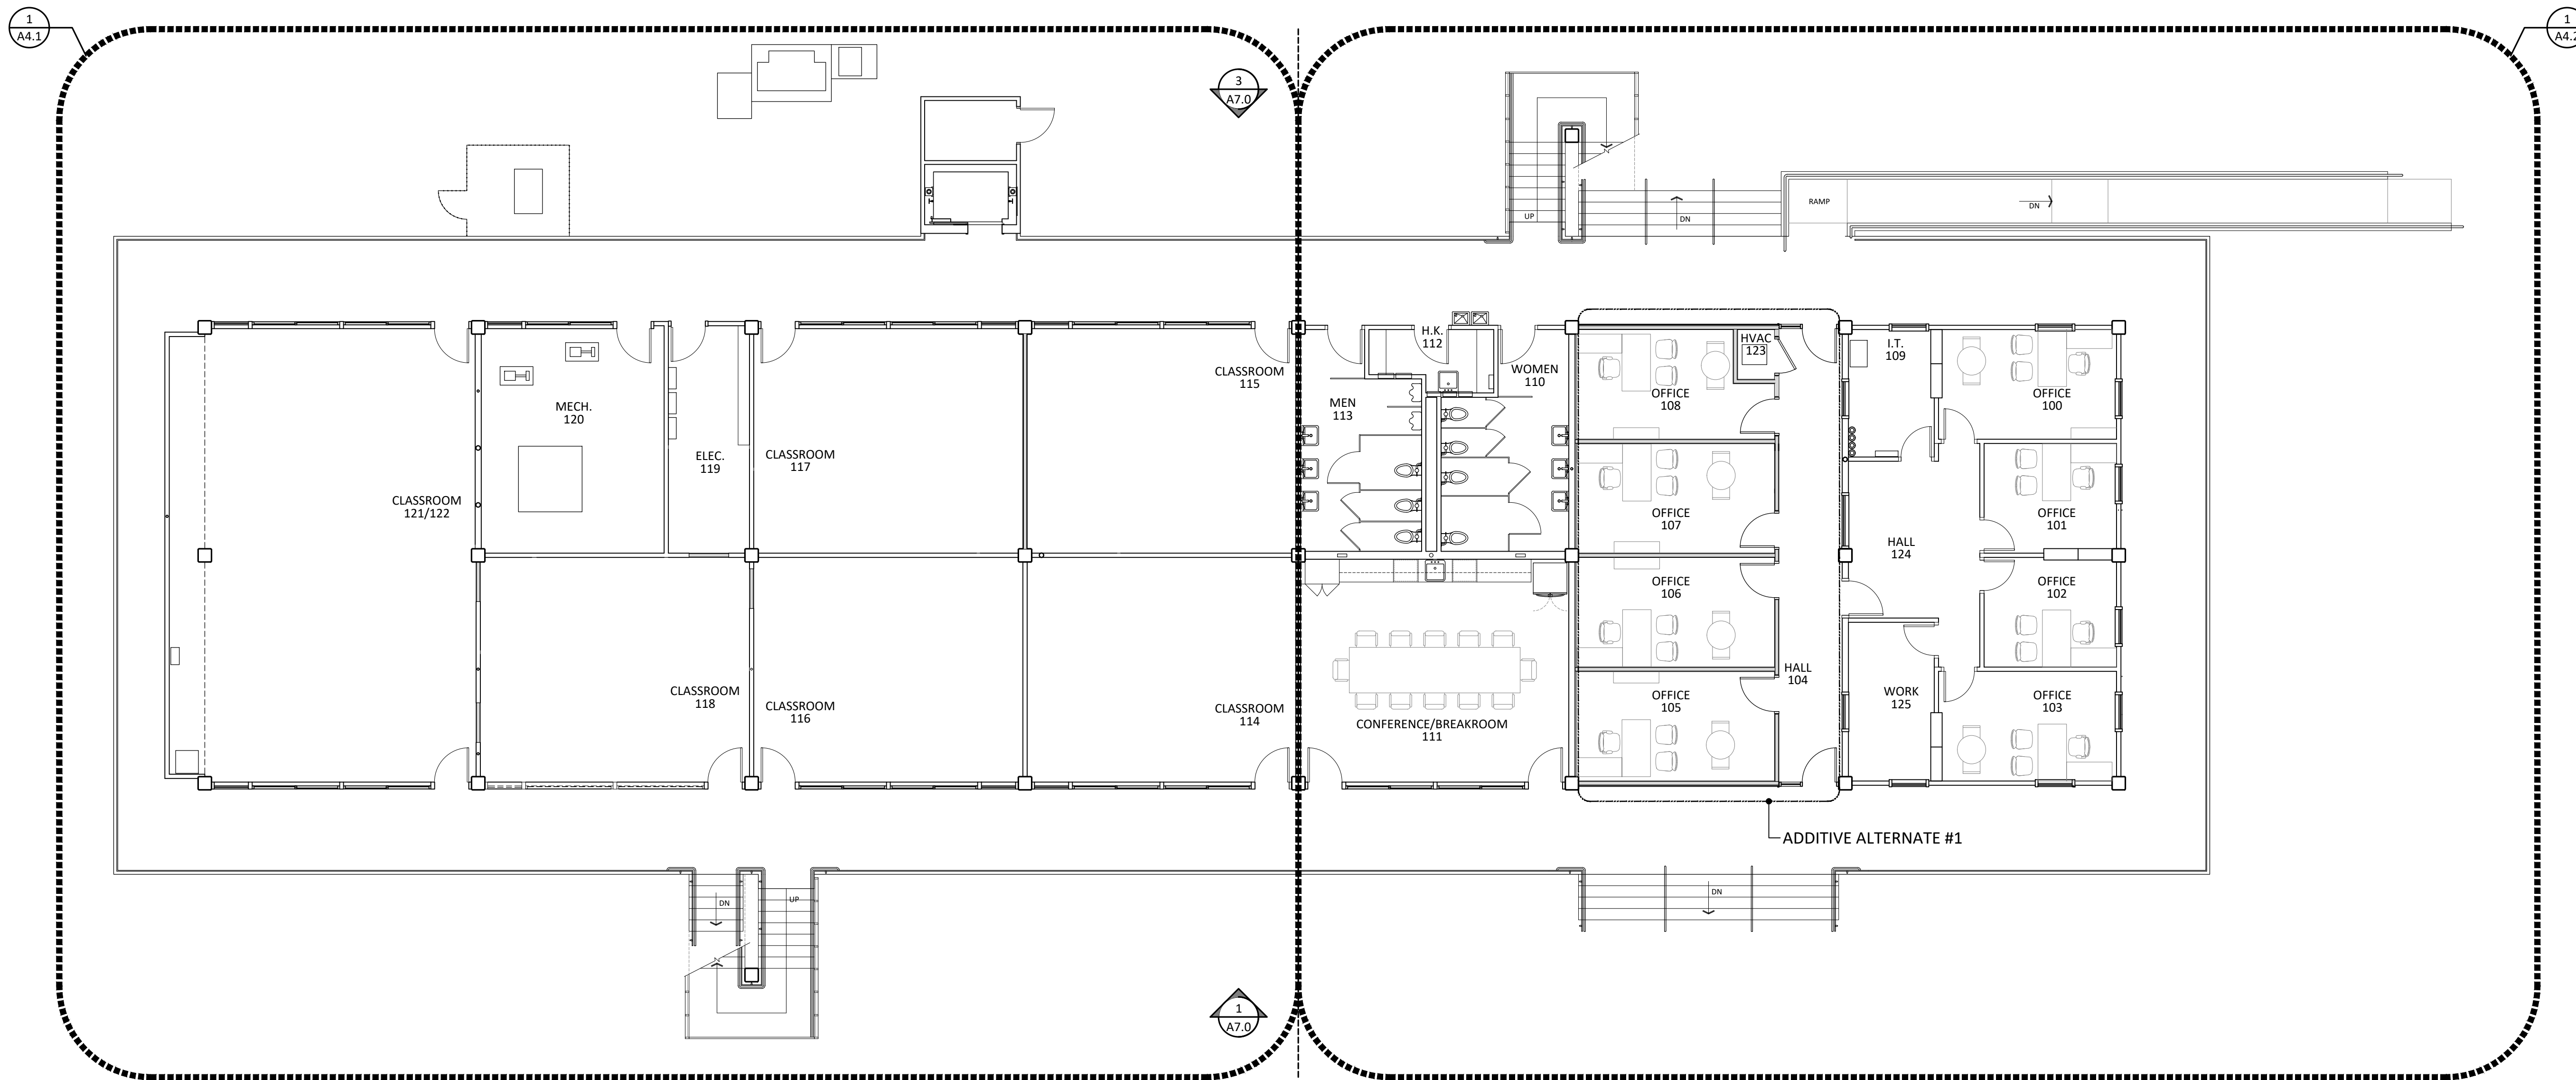 1
A4.1
1
A4.2
3
A7.0
UP
DN
RAMP
DN
H.K.
112
HVAC
123
I.T.
109
CLASSROOM
115
WOMEN
110
OFFICE
108
OFFICE
100
MECH.
120
MEN
113
ELEC.
119
CLASSROOM
117
CLASSROOM
121/122
OFFICE
107
OFFICE
101
HALL
124
OFFICE
106
OFFICE
102
CLASSROOM
118
CLASSROOM
116
CLASSROOM
114
CONFERENCE/BREAKROOM
111
OFFICE
105
HALL
104
WORK
125
OFFICE
103
ADDITIVE ALTERNATE #1
DN
UP
DN
1
A7.0